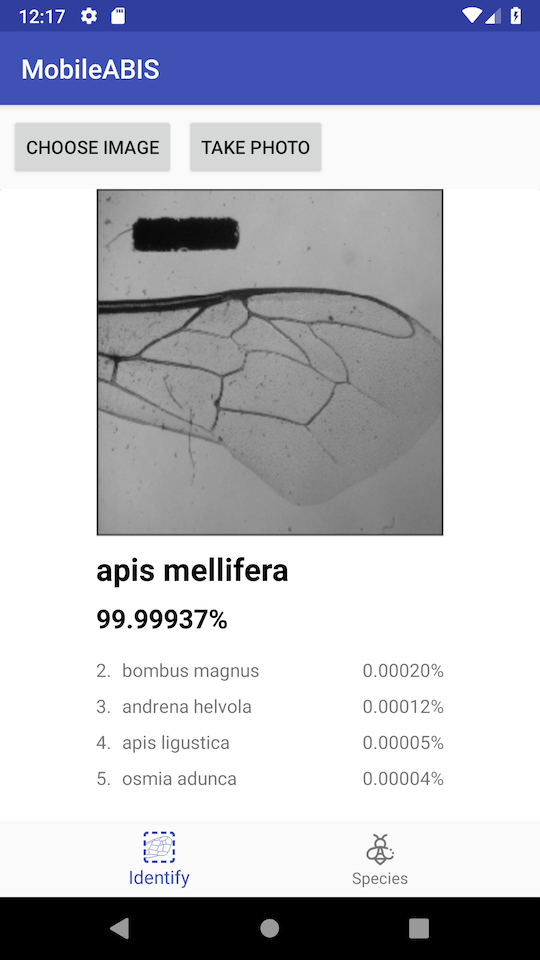 12:17
MobileABIS
CHOOSE IMAGE TAKE PHOTO
apis mellifera
99.99937%
2. bombus magnus 0.00020%
3. andrena helvola 0.00012%
4. apis ligustica 0.00005%
5. osmia adunca 0.00004%
Identify Species